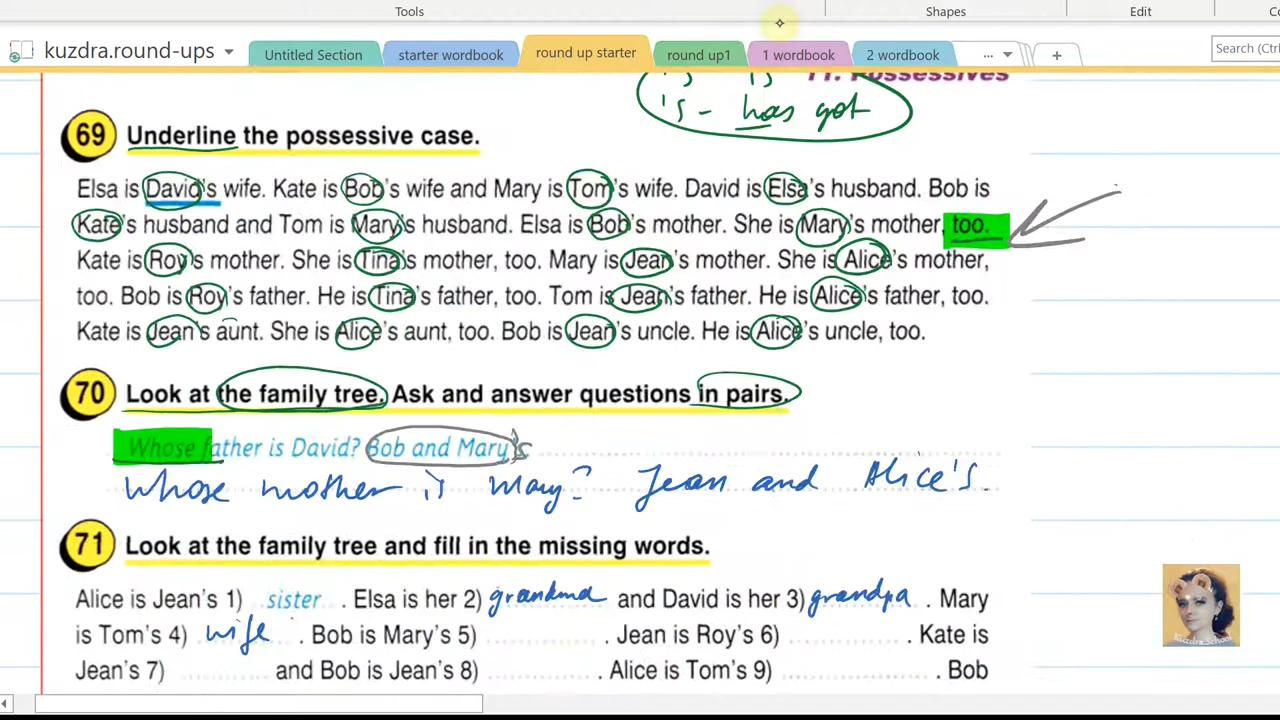 Tools Shapes Edit
kuzdra.round-ups Untitled Section starter wordbook round up starter round up1 1 wordbook 2 wordbook ... + Search (Ctr
11. Possessives
's - has got
69 Underline the possessive case.
Elsa is David's wife. Kate is Bob's wife and Mary is Tom's wife. David is Elsa's husband. Bob is
Kate's husband and Tom is Mary's husband. Elsa is Bob's mother. She is Mary's mother, too.
Kate is Roy's mother. She is Tina's mother, too. Mary is Jean's mother. She is Alice's mother,
too. Bob is Roy's father. He is Tina's father, too. Tom is Jean's father. He is Alice's father, too.
Kate is Jean's aunt. She is Alice's aunt, too. Bob is Jean's uncle. He is Alice's uncle, too.
70 Look at the family tree. Ask and answer questions in pairs.
Whose father is David? Bob and Mary's
Whose mother is Mary? Jean and Alice's.
71 Look at the family tree and fill in the missing words.
Alice is Jean's 1) sister . Elsa is her 2) grandma and David is her 3) grandpa . Mary
is Tom's 4) wife . Bob is Mary's 5) . Jean is Roy's 6) . Kate is
Jean's 7) and Bob is Jean's 8) . Alice is Tom's 9) . Bob
Kuzdra.School